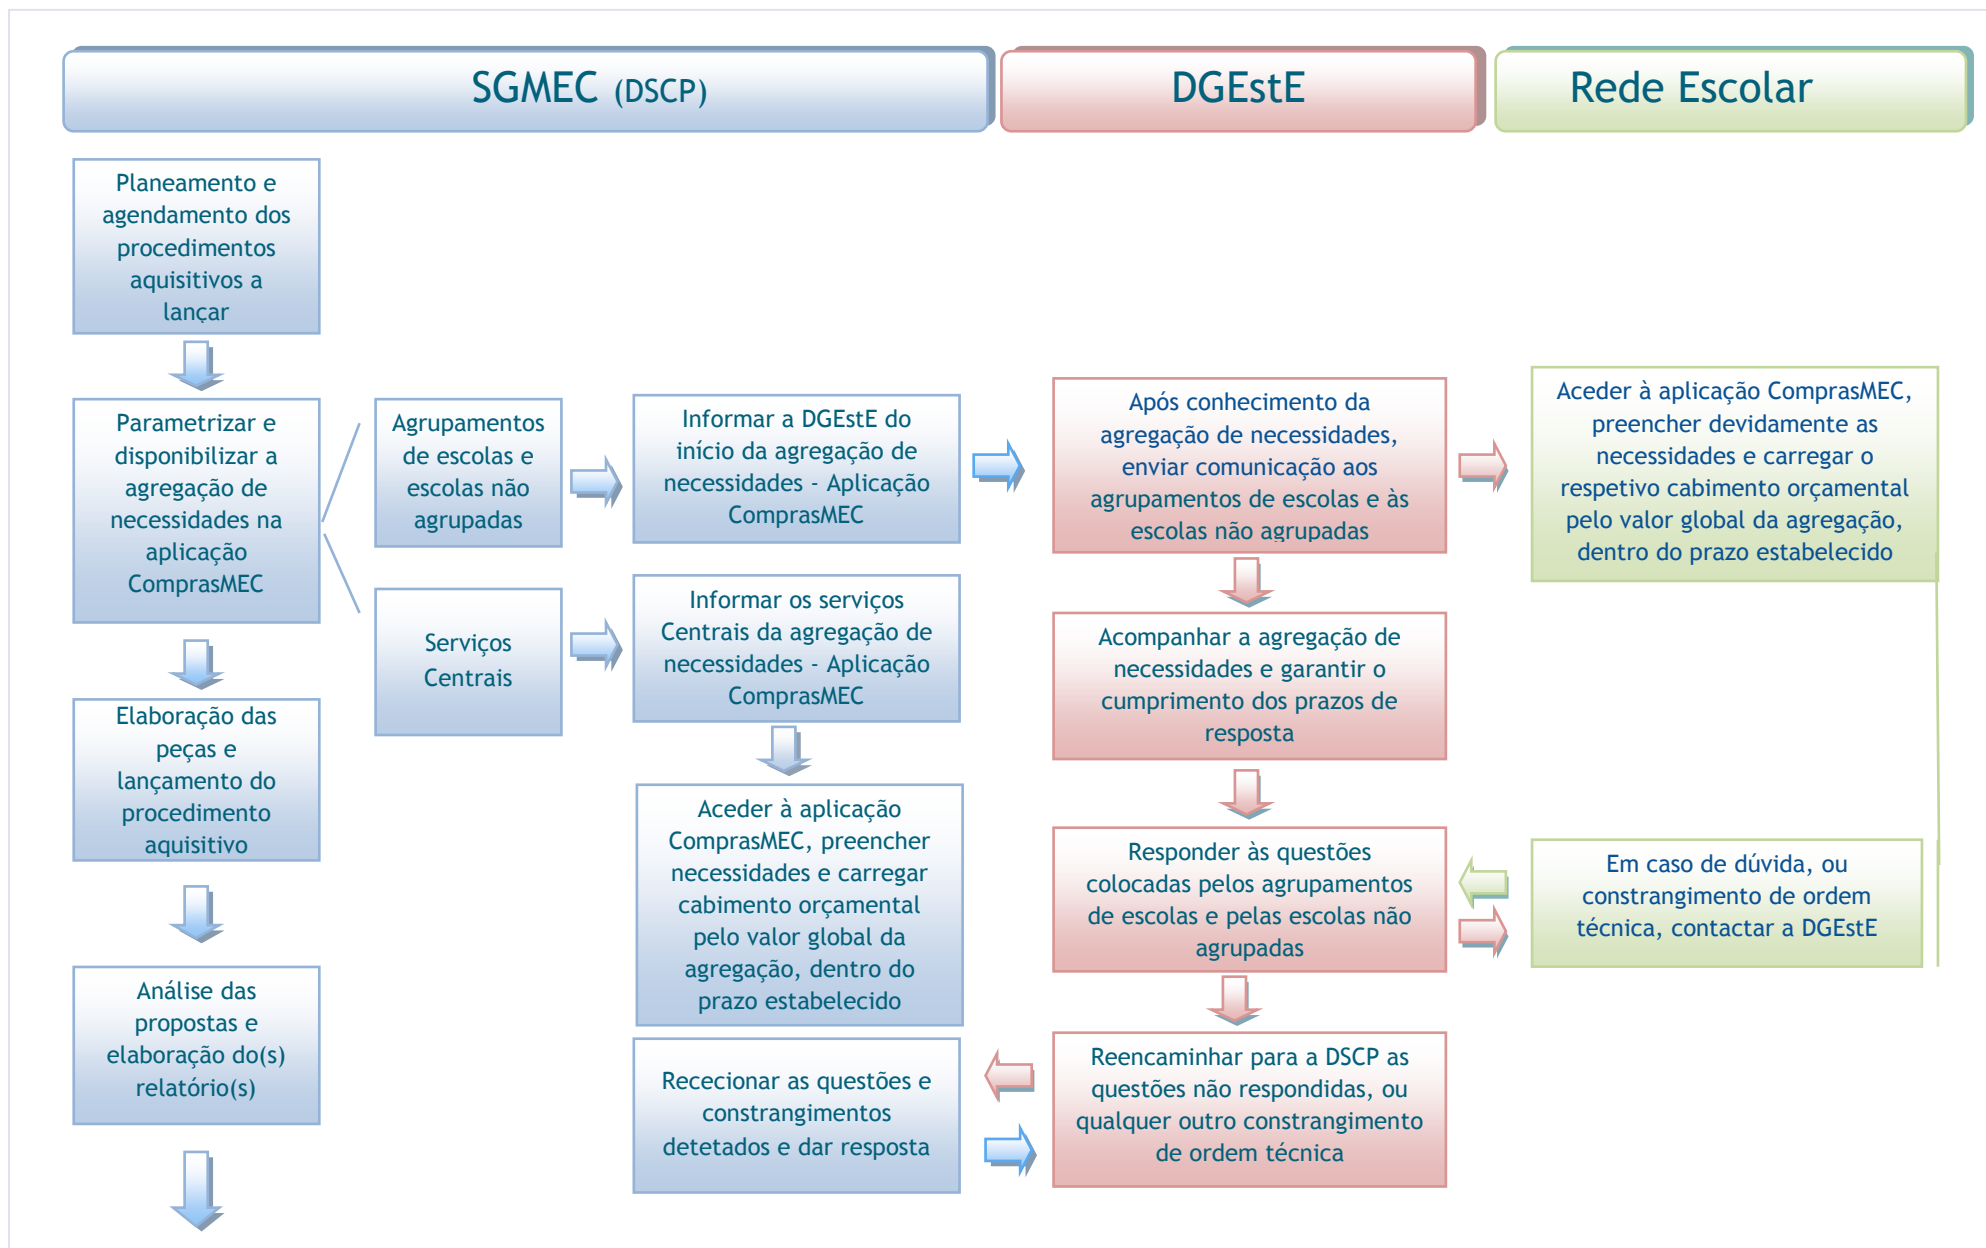 SGMEC (DSCP)
DGEstE
Rede Escolar
Planeamento e
agendamento dos
procedimentos
aquisitivos a
lançar
Parametrizar e
disponibilizar a
agregação de
necessidades na
aplicação
ComprasMEC
Agrupamentos
de escolas e
escolas não
agrupadas
Informar a DGEstE do
início da agregação de
necessidades - Aplicação
ComprasMEC
Após conhecimento da
agregação de necessidades,
enviar comunicação aos
agrupamentos de escolas e às
escolas não agrupadas
Aceder à aplicação ComprasMEC,
preencher devidamente as
necessidades e carregar o
respetivo cabimento orçamental
pelo valor global da agregação,
dentro do prazo estabelecido
Serviços
Centrais
Informar os serviços
Centrais da agregação de
necessidades - Aplicação
ComprasMEC
Acompanhar a agregação de
necessidades e garantir o
cumprimento dos prazos de
resposta
Elaboração das
peças e
lançamento do
procedimento
aquisitivo
Aceder à aplicação
ComprasMEC, preencher
necessidades e carregar
cabimento orçamental
pelo valor global da
agregação, dentro do
prazo estabelecido
Responder às questões
colocadas pelos agrupamentos
de escolas e pelas escolas não
agrupadas
Em caso de dúvida, ou
constrangimento de ordem
técnica, contactar a DGEstE
Análise das
propostas e
elaboração do(s)
relatório(s)
Rececionar as questões e
constrangimentos
detetados e dar resposta
Reencaminhar para a DSCP as
questões não respondidas, ou
qualquer outro constrangimento
de ordem técnica